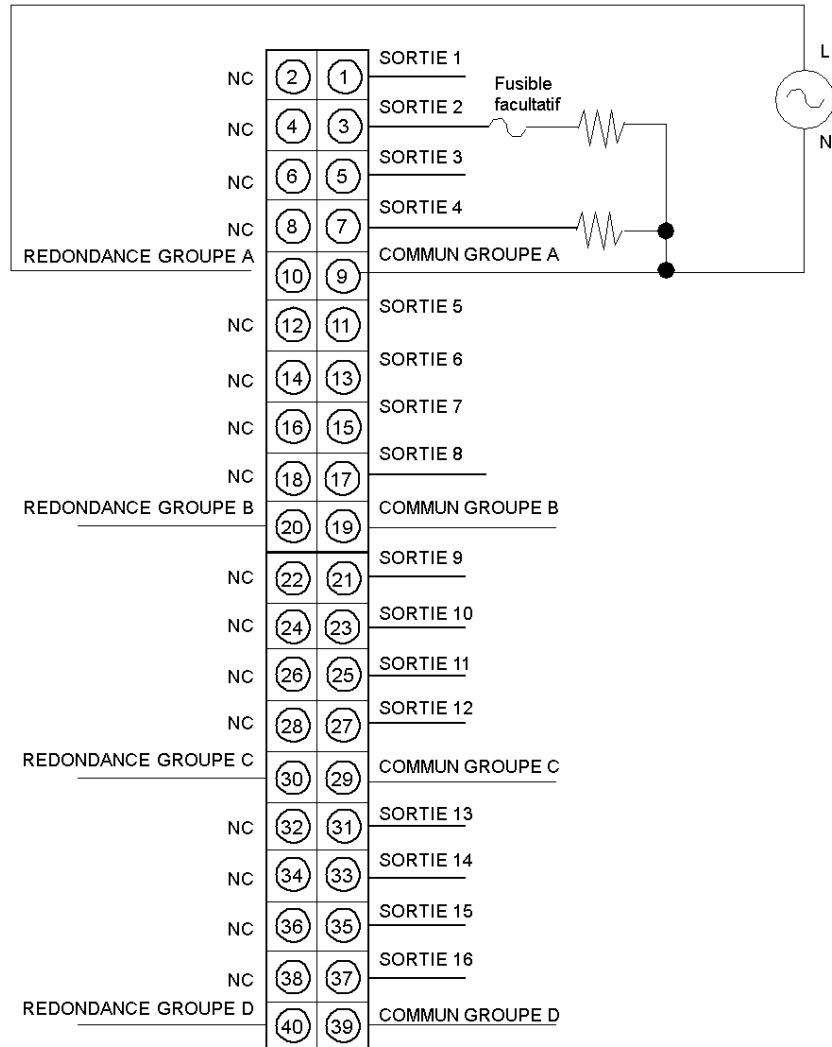 L
SORTIE 1
NC 2 1
Fusible
facultatif
SORTIE 2
NC 4 3
N
SORTIE 3
NC 6 5
SORTIE 4
NC 8 7
REDONDANCE GROUPE A 10 9 COMMUN GROUPE A
SORTIE 5
NC 12 11
SORTIE 6
NC 14 13
SORTIE 7
NC 16 15
SORTIE 8
NC 18 17
REDONDANCE GROUPE B 20 19 COMMUN GROUPE B
SORTIE 9
NC 22 21
SORTIE 10
NC 24 23
SORTIE 11
NC 26 25
SORTIE 12
NC 28 27
REDONDANCE GROUPE C 30 29 COMMUN GROUPE C
SORTIE 13
NC 32 31
SORTIE 14
NC 34 33
SORTIE 15
NC 36 35
SORTIE 16
NC 38 37
REDONDANCE GROUPE D 40 39 COMMUN GROUPE D